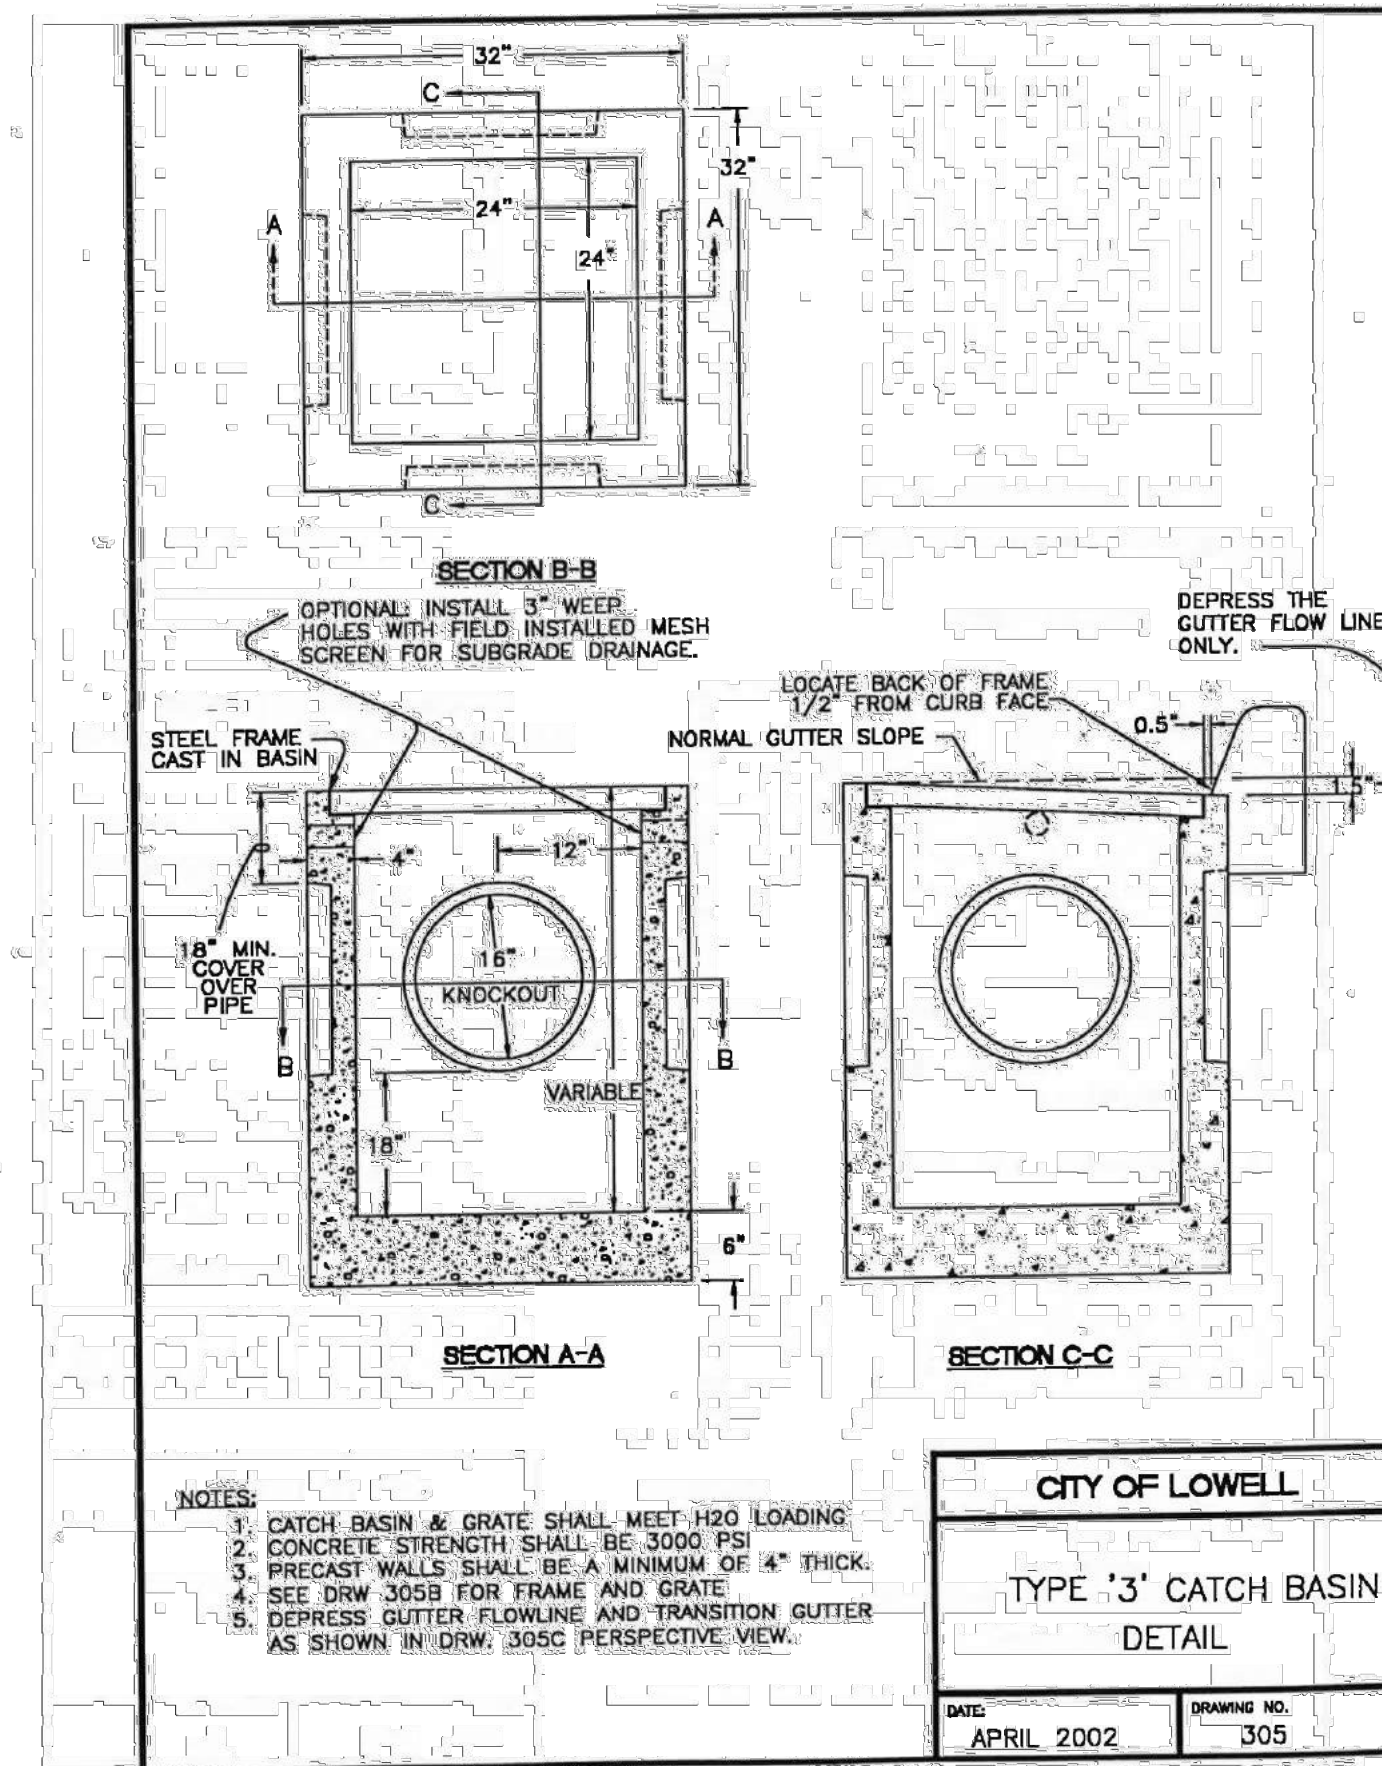 32"
C
32"
24"
A
A
24"
C
SECTION B-B
OPTIONAL: INSTALL 3" WEEP
HOLES WITH FIELD INSTALLED MESH
SCREEN FOR SUBGRADE DRAINAGE.
DEPRESS THE
GUTTER FLOW LINE
ONLY.
LOCATE BACK OF FRAME
1/2" FROM CURB FACE
0.5"
NORMAL GUTTER SLOPE
STEEL FRAME
CAST IN BASIN
4"
12"
18" MIN.
COVER
OVER
PIPE
16"
KNOCKOUT
B
B
VARIABLE
18"
6"
SECTION A-A
SECTION C-C
NOTES:
1. CATCH BASIN & GRATE SHALL MEET H20 LOADING
2. CONCRETE STRENGTH SHALL BE 3000 PSI
3. PRECAST WALLS SHALL BE A MINIMUM OF 4" THICK.
4. SEE DRW 305B FOR FRAME AND GRATE
5. DEPRESS GUTTER FLOWLINE AND TRANSITION GUTTER
AS SHOWN IN DRW. 305C PERSPECTIVE VIEW.
CITY OF LOWELL
TYPE '3' CATCH BASIN
DETAIL
DATE:
APRIL 2002
DRAWING NO.
305